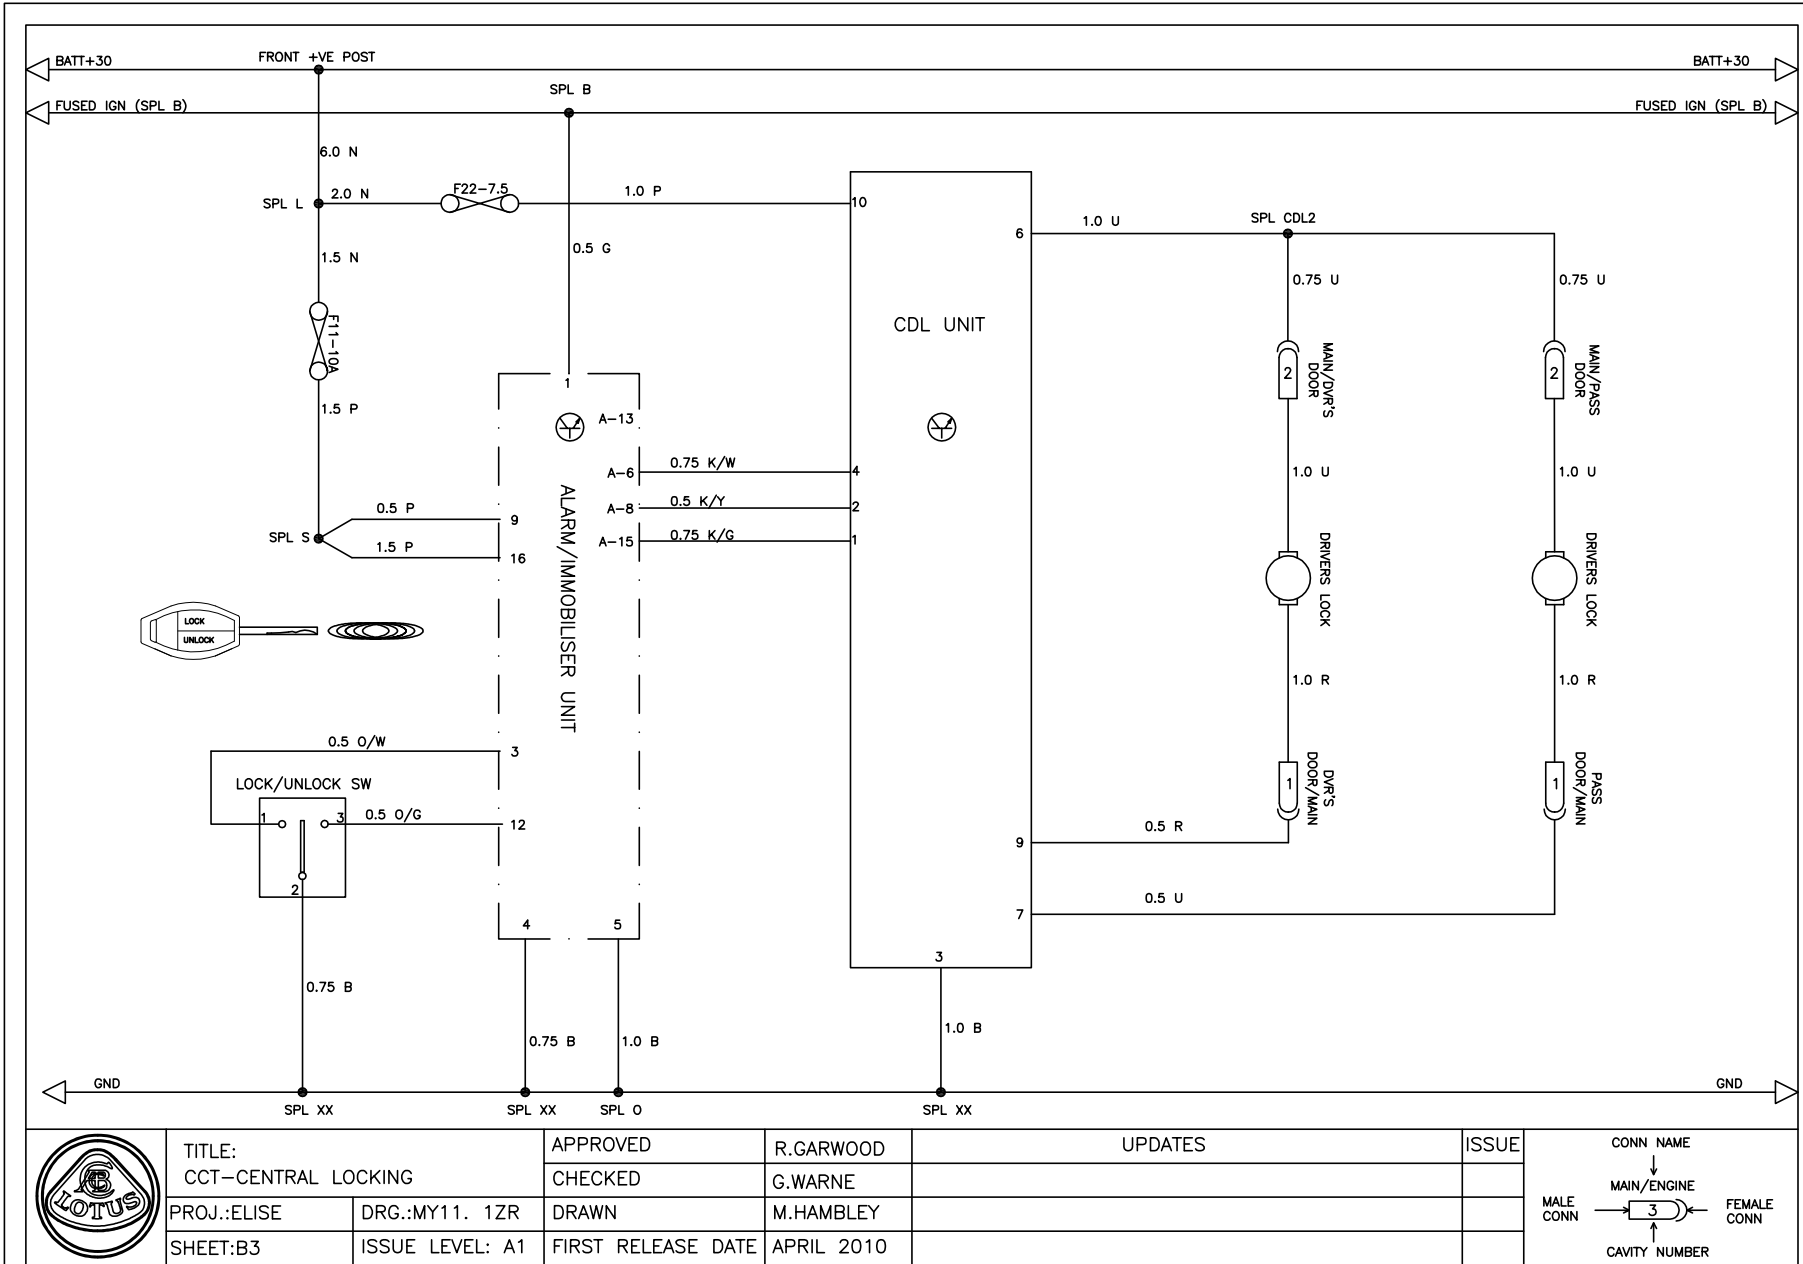 BATT+30
FRONT +VE POST
BATT+30
FUSED IGN (SPL B)
SPL B
FUSED IGN (SPL B)
6.0 N
SPL L
2.0 N
F22-7.5
1.0 P
10
0.5 G
1.5 N
F11-10A
1.5 P
6
1.0 U
SPL CDL2
0.75 U
0.75 U
CDL UNIT
MAIN/DVR'S
DOOR
2
MAIN/PASS
DOOR
2
1
A-13
A-6
0.75 K/W
4
A-8
0.5 K/Y
2
A-15
0.75 K/G
1
1.0 U
1.0 U
SPL S
0.5 P
9
1.5 P
16
ALARM/IMMOBILISER UNIT
DRIVERS LOCK
DRIVERS LOCK
LOCK
UNLOCK
1.0 R
1.0 R
0.5 O/W
3
LOCK/UNLOCK SW
1
3
0.5 O/G
12
2
DVR'S
DOOR/MAIN
1
PASS
DOOR/MAIN
1
9
0.5 R
7
0.5 U
4
5
3
0.75 B
0.75 B
1.0 B
1.0 B
GND
GND
SPL XX
SPL XX
SPL O
SPL XX
LOTUS
TITLE:
CCT-CENTRAL LOCKING
PROJ.:ELISE
DRG.:MY11. 1ZR
SHEET:B3
ISSUE LEVEL: A1
APPROVED
R.GARWOOD
CHECKED
G.WARNE
DRAWN
M.HAMBLEY
FIRST RELEASE DATE
APRIL 2010
UPDATES
ISSUE
CONN NAME
MAIN/ENGINE
MALE
CONN
3
FEMALE
CONN
CAVITY NUMBER